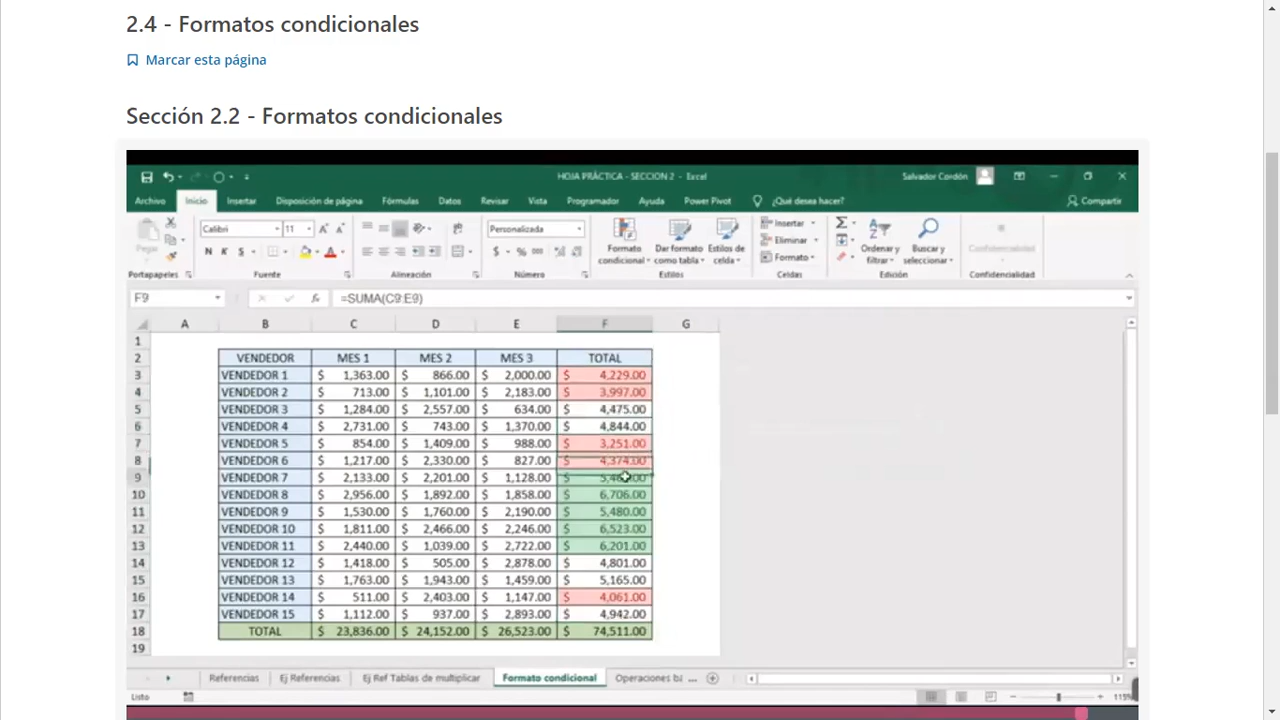 2.4 - Formatos condicionales
Marcar esta página
Sección 2.2 - Formatos condicionales
HOJA PRÁCTICA - SECCION 2 - Excel
Salvador Cordón
Archivo Inicio Insertar Disposición de página Fórmulas Datos Revisar Vista Programador Ayuda Power Pivot ¿Qué desea hacer? Compartir
Pegar
Calibri 11
N K S
Personalizada
$ % 000
Formato condicional
Dar formato como tabla
Estilos de celda
Insertar
Eliminar
Formato
Ordenar y filtrar
Buscar y seleccionar
Confidencialidad
Portapapeles Fuente Alineación Número Estilos Celdas Edición Confidencialidad
F9 fx =SUMA(C9:E9)
A B C D E F G
1
2 VENDEDOR MES 1 MES 2 MES 3 TOTAL
3 VENDEDOR 1 $ 1,363.00 $ 866.00 $ 2,000.00 $ 4,229.00
4 VENDEDOR 2 $ 713.00 $ 1,101.00 $ 2,183.00 $ 3,997.00
5 VENDEDOR 3 $ 1,284.00 $ 2,557.00 $ 634.00 $ 4,475.00
6 VENDEDOR 4 $ 2,731.00 $ 743.00 $ 1,370.00 $ 4,844.00
7 VENDEDOR 5 $ 854.00 $ 1,409.00 $ 988.00 $ 3,251.00
8 VENDEDOR 6 $ 1,217.00 $ 2,330.00 $ 827.00 $ 4,374.00
9 VENDEDOR 7 $ 2,133.00 $ 2,201.00 $ 1,128.00 $
10 VENDEDOR 8 $ 2,956.00 $ 1,892.00 $ 1,858.00 $ 6,706.00
11 VENDEDOR 9 $ 1,530.00 $ 1,760.00 $ 2,190.00 $ 5,480.00
12 VENDEDOR 10 $ 1,811.00 $ 2,466.00 $ 2,246.00 $ 6,523.00
13 VENDEDOR 11 $ 2,440.00 $ 1,039.00 $ 2,722.00 $ 6,201.00
14 VENDEDOR 12 $ 1,418.00 $ 505.00 $ 2,878.00 $ 4,801.00
15 VENDEDOR 13 $ 1,763.00 $ 1,943.00 $ 1,459.00 $ 5,165.00
16 VENDEDOR 14 $ 511.00 $ 2,403.00 $ 1,147.00 $ 4,061.00
17 VENDEDOR 15 $ 1,112.00 $ 937.00 $ 2,893.00 $ 4,942.00
18 TOTAL $ 23,836.00 $ 24,152.00 $ 26,523.00 $ 74,511.00
19
Referencias Ej Referencias Ej Ref Tablas de multiplicar Formato condicional Operaciones ba ...
Listo